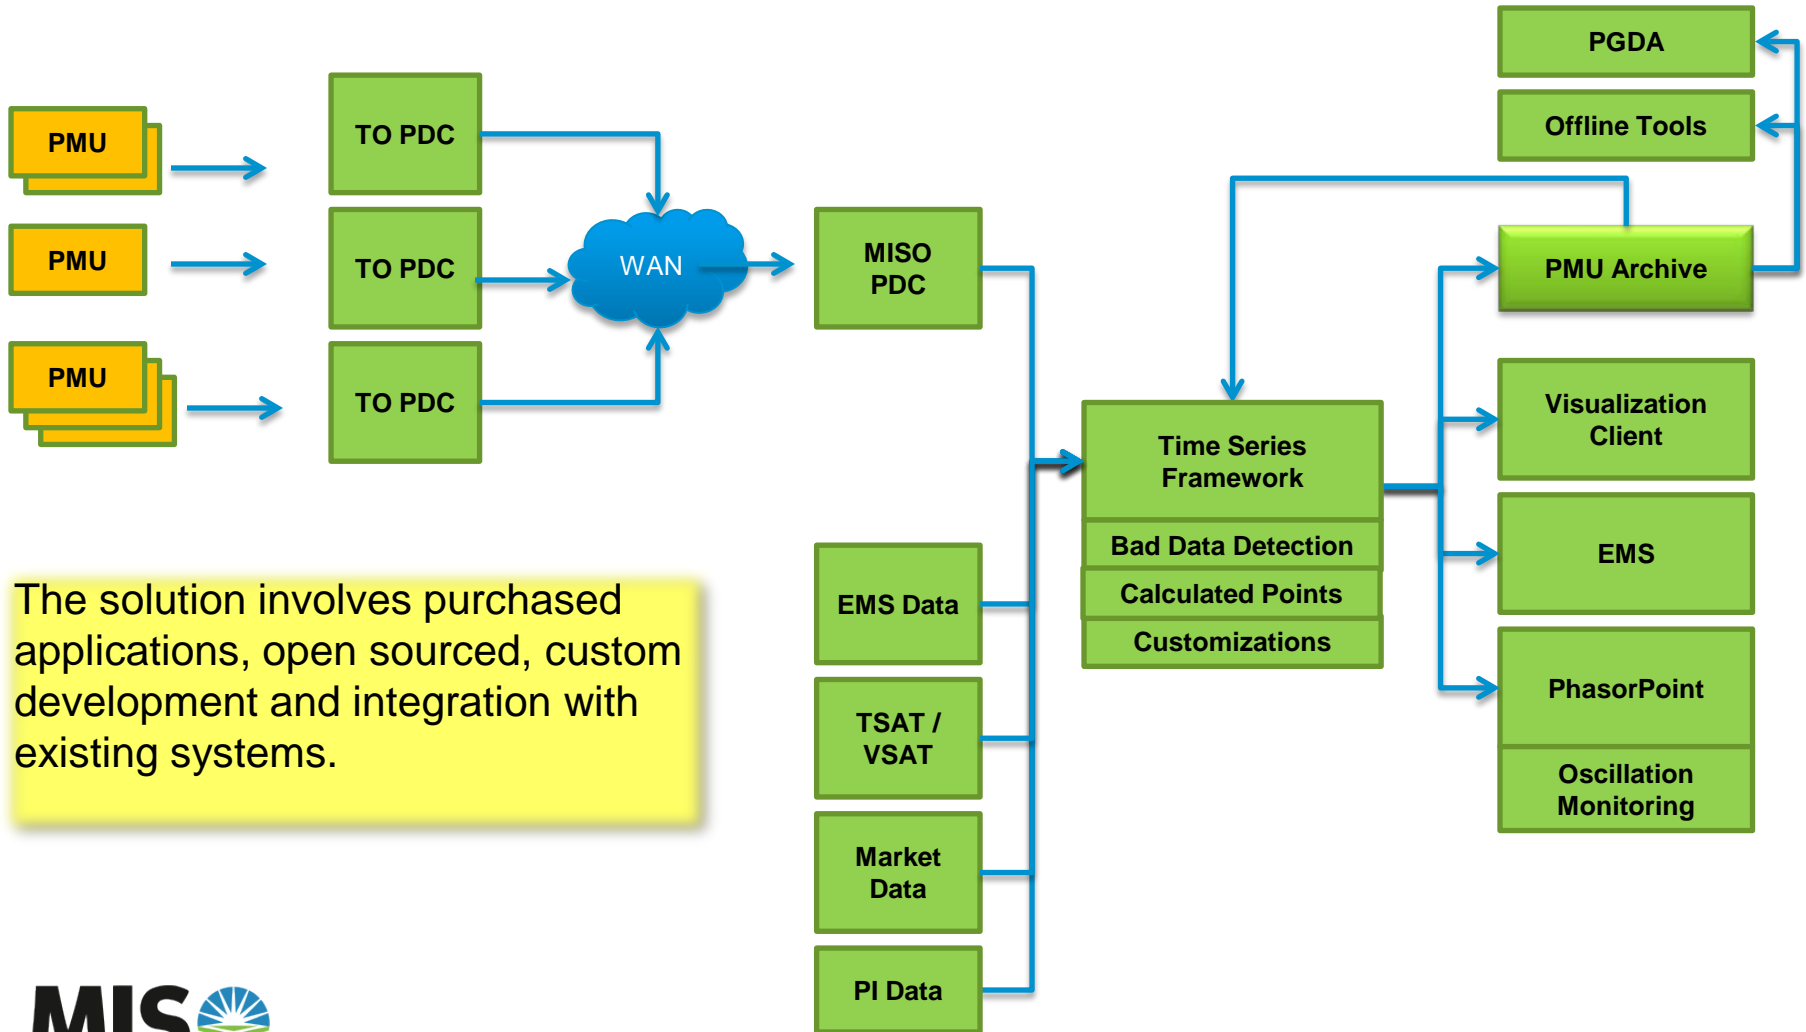 PGDA
Offline Tools
PMU
TO PDC
PMU
TO PDC
WAN
MISO
PDC
PMU Archive
PMU
TO PDC
Visualization
Client
Time Series
Framework
Bad Data Detection
Calculated Points
Customizations
EMS
The solution involves purchased
applications, open sourced, custom
development and integration with
existing systems.
EMS Data
TSAT /
VSAT
Market
Data
PI Data
PhasorPoint
Oscillation
Monitoring
MISO